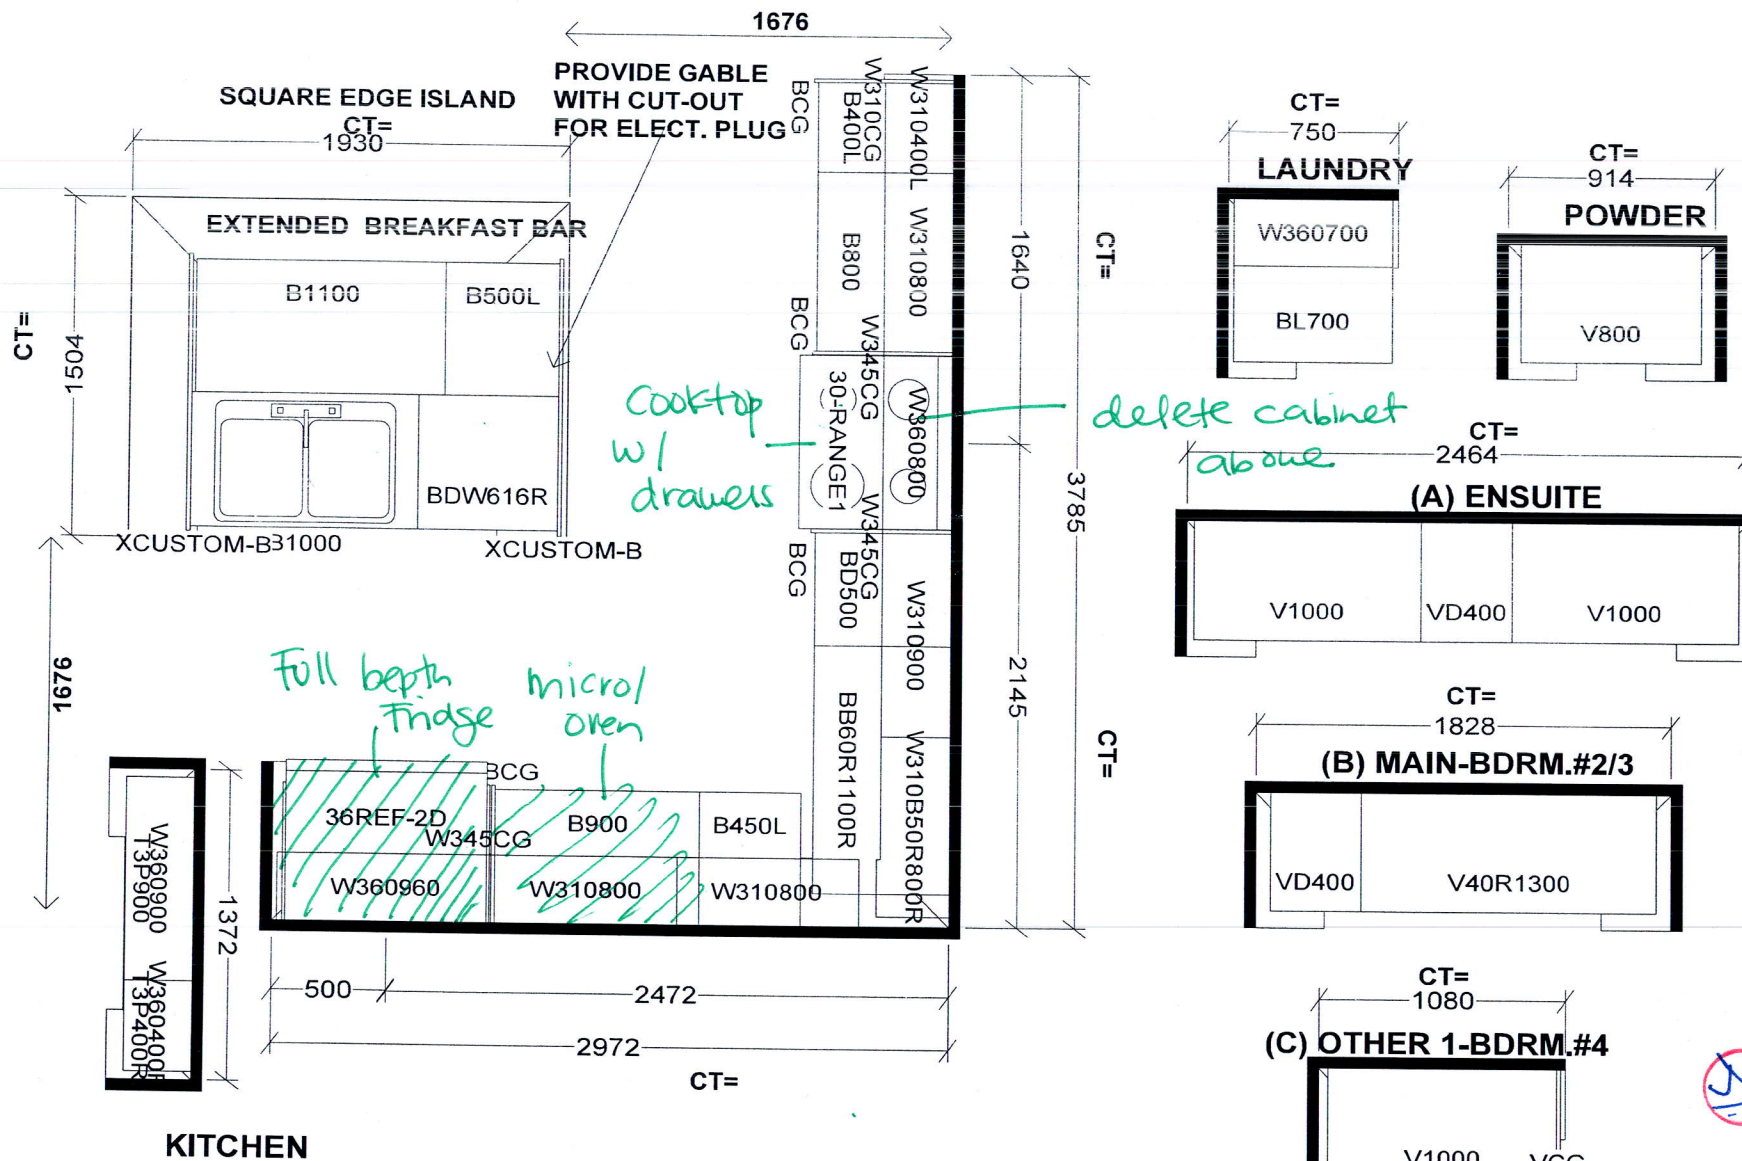 1676
PROVIDE GABLE
WITH CUT-OUT
FOR ELECT. PLUG
SQUARE EDGE ISLAND
CT=
1930
EXTENDED BREAKFAST BAR
B1100
B500L
CT=
1504
BDW616R
XCUSTOM-B
B1000
XCUSTOM-B
1676
BCG
W310CG
B400L
W310400L
B800
W310800
BCG
W345CG
30-RANGE1
W360800
Cooktop
w/
drawers
delete cabinet
above
W345CG
BCG
BD500
W310900
BB60R1100R
W310B50R800R
1640
CT=
3785
2145
CT=
Full bepth
Fridge
micro/
oven
BCG
36REF-2D
W345CG
B900
B450L
W360960
W310800
W310800
W360900
T3P900
W360400R
T3P400R
1372
500
2472
2972
CT=
KITCHEN
CT=
750
LAUNDRY
W360700
BL700
CT=
914
POWDER
V800
CT=
2464
(A) ENSUITE
V1000
VD400
V1000
CT=
1828
(B) MAIN-BDRM.#2/3
VD400
V40R1300
CT=
1080
(C) OTHER 1-BDRM.#4
V1000
VCG